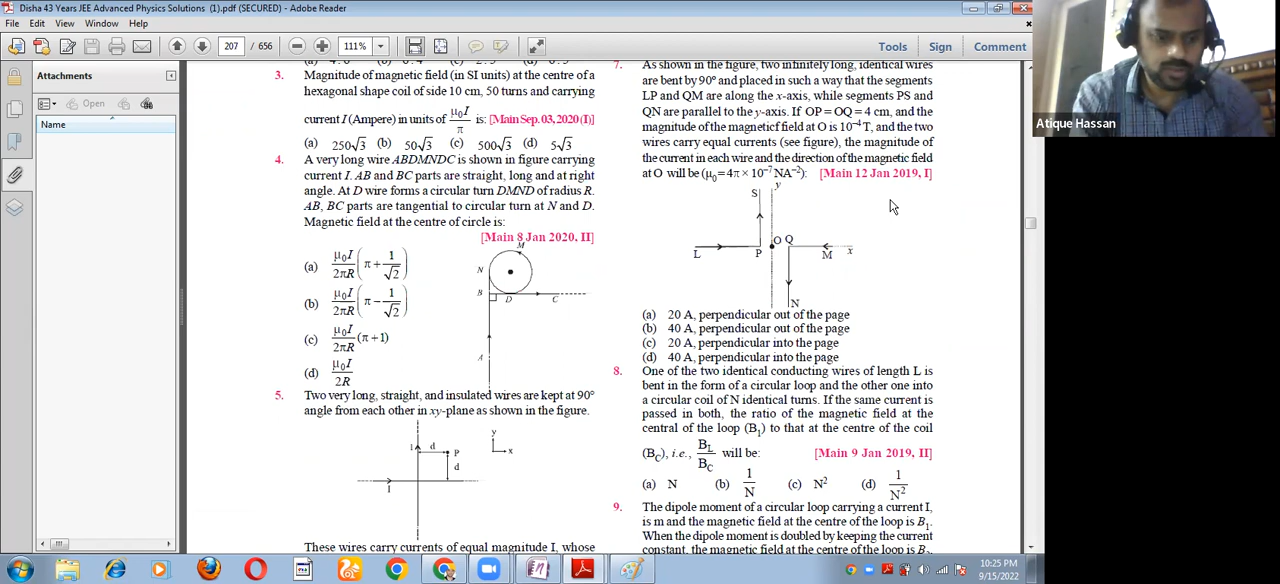 Disha 43 Years JEE Advanced Physics Solutions (1).pdf (SECURED) - Adobe Reader
File Edit View Window Help
207 / 656
111%
Tools Sign Comment
Attachments
Open
Name
3. Magnitude of magnetic field (in SI units) at the centre of a
hexagonal shape coil of side 10 cm, 50 turns and carrying
current I (Ampere) in units of μ0I/π is: [Main Sep. 03, 2020 (I)]
(a) 250√3 (b) 50√3 (c) 500√3 (d) 5√3
4. A very long wire ABDMNDC is shown in figure carrying
current I. AB and BC parts are straight, long and at right
angle. At D wire forms a circular turn DMND of radius R.
AB, BC parts are tangential to circular turn at N and D.
Magnetic field at the centre of circle is:
[Main 8 Jan 2020, II]
(a) μ0I/2πR (π + 1/√2)
(b) μ0I/2πR (π − 1/√2)
(c) μ0I/2πR (π + 1)
(d) μ0I/2R
M
N
B
D
C
A
5. Two very long, straight, and insulated wires are kept at 90°
angle from each other in xy-plane as shown in the figure.
I
d
P
d
I
y
x
These wires carry currents of equal magnitude I, whose
7. As shown in the figure, two infinitely long, identical wires
are bent by 90° and placed in such a way that the segments
LP and QM are along the x-axis, while segments PS and
QN are parallel to the y-axis. If OP = OQ = 4 cm, and the
magnitude of the magneticf field at O is 10⁻⁴ T, and the two
wires carry equal currents (see figure), the magnitude of
the current in each wire and the direction of the magnetic field
at O will be (μ0 = 4π × 10⁻⁷ NA⁻²): [Main 12 Jan 2019, I]
y
S
O Q
L
P
M
x
N
(a) 20 A, perpendicular out of the page
(b) 40 A, perpendicular out of the page
(c) 20 A, perpendicular into the page
(d) 40 A, perpendicular into the page
8. One of the two identical conducting wires of length L is
bent in the form of a circular loop and the other one into
a circular coil of N identical turns. If the same current is
passed in both, the ratio of the magnetic field at the
central of the loop (BL) to that at the centre of the coil
(BC), i.e., BL/BC will be: [Main 9 Jan 2019, II]
(a) N (b) 1/N (c) N² (d) 1/N²
9. The dipole moment of a circular loop carrying a current I,
is m and the magnetic field at the centre of the loop is B1.
When the dipole moment is doubled by keeping the current
constant, the magnetic field at the centre of the loop is B2.
Atique Hassan
10:25 PM
9/15/2022